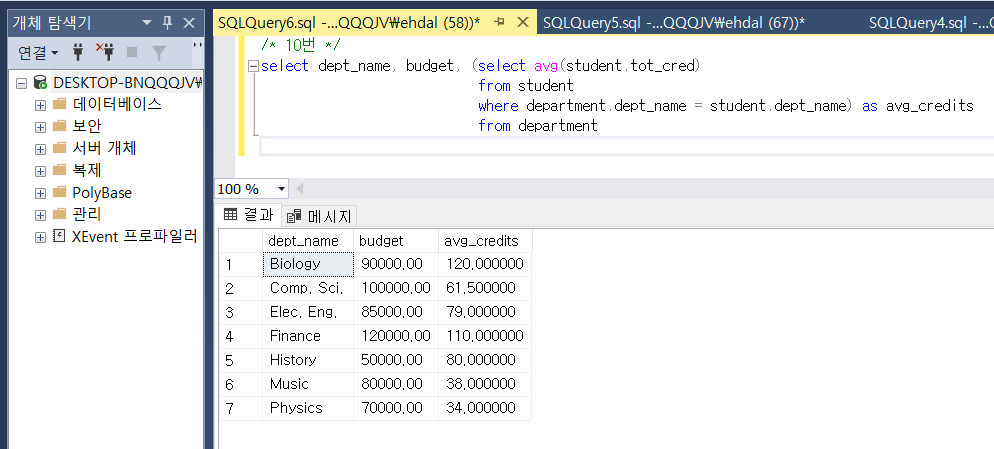 개체 탐색기
연결
DESKTOP-BNQQQJV₩
데이터베이스
보안
서버 개체
복제
PolyBase
관리
XEvent 프로파일러
SQLQuery6.sql -...QQQJV₩ehdal (58))*
SQLQuery5.sql -...QQQJV₩ehdal (67))*
SQLQuery4.sql -...QQQJV
/* 10번 */
select dept_name, budget, (select avg(student.tot_cred)
from student
where department.dept_name = student.dept_name) as avg_credits
from department
100 %
결과 메시지
dept_name budget avg_credits
1 Biology 90000.00 120.000000
2 Comp. Sci. 100000.00 61.500000
3 Elec. Eng. 85000.00 79.000000
4 Finance 120000.00 110.000000
5 History 50000.00 80.000000
6 Music 80000.00 38.000000
7 Physics 70000.00 34.000000